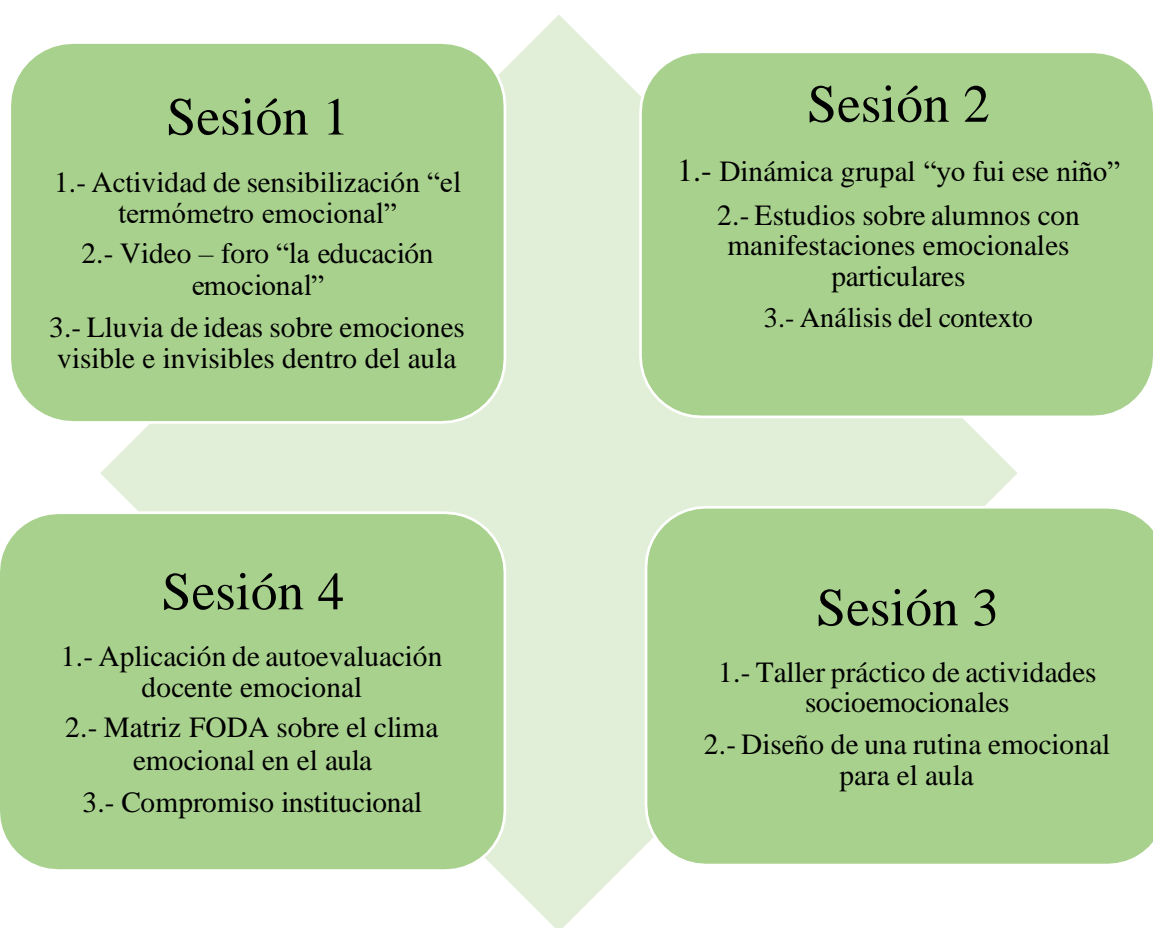 Sesión 1
1.- Actividad de sensibilización “el
termómetro emocional”
2.- Video – foro “la educación
emocional”
3.- Lluvia de ideas sobre emociones
visible e invisibles dentro del aula
Sesión 2
1.- Dinámica grupal “yo fui ese niño”
2.- Estudios sobre alumnos con
manifestaciones emocionales
particulares
3.- Análisis del contexto
Sesión 3
1.- Taller práctico de actividades
socioemocionales
2.- Diseño de una rutina emocional
para el aula
Sesión 4
1.- Aplicación de autoevaluación
docente emocional
2.- Matriz FODA sobre el clima
emocional en el aula
3.- Compromiso institucional